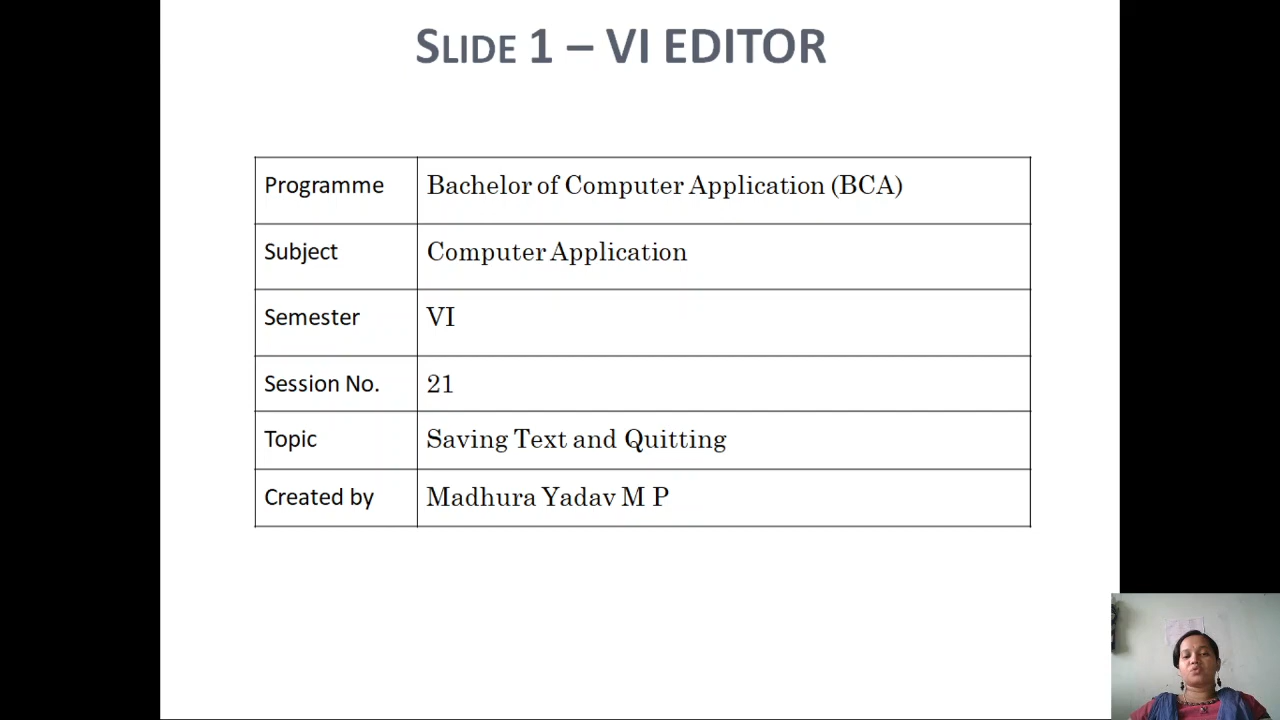 SLIDE 1 – VI EDITOR
Programme Bachelor of Computer Application (BCA)
Subject Computer Application
Semester VI
Session No. 21
Topic Saving Text and Quitting
Created by Madhura Yadav M P